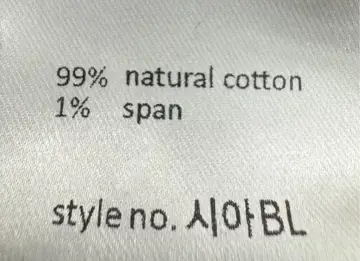 99% natural cotton
1% span
style no. 시아BL